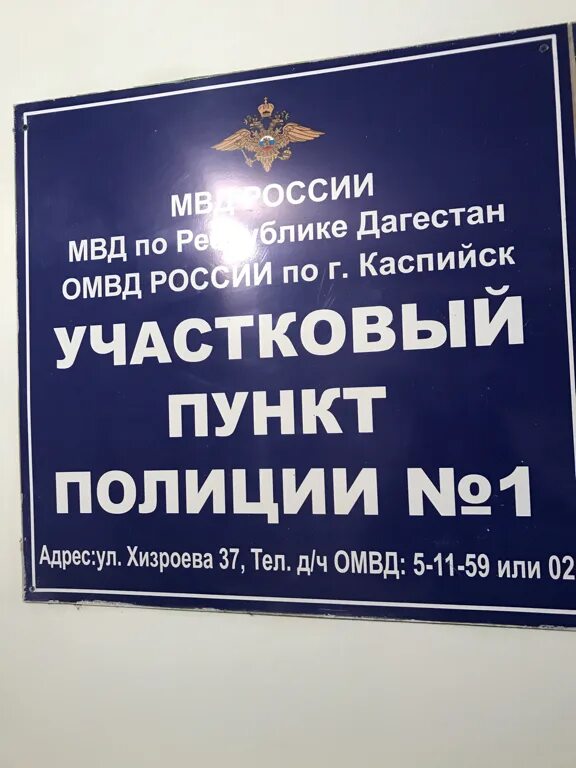 МВД РОССИИ
МВД по Республике Дагестан
ОМВД РОССИИ по г. Каспийск
УЧАСТКОВЫЙ
ПУНКТ
ПОЛИЦИИ №1
Адрес:ул. Хизроева 37, Тел. д/ч ОМВД: 5-11-59 или 02